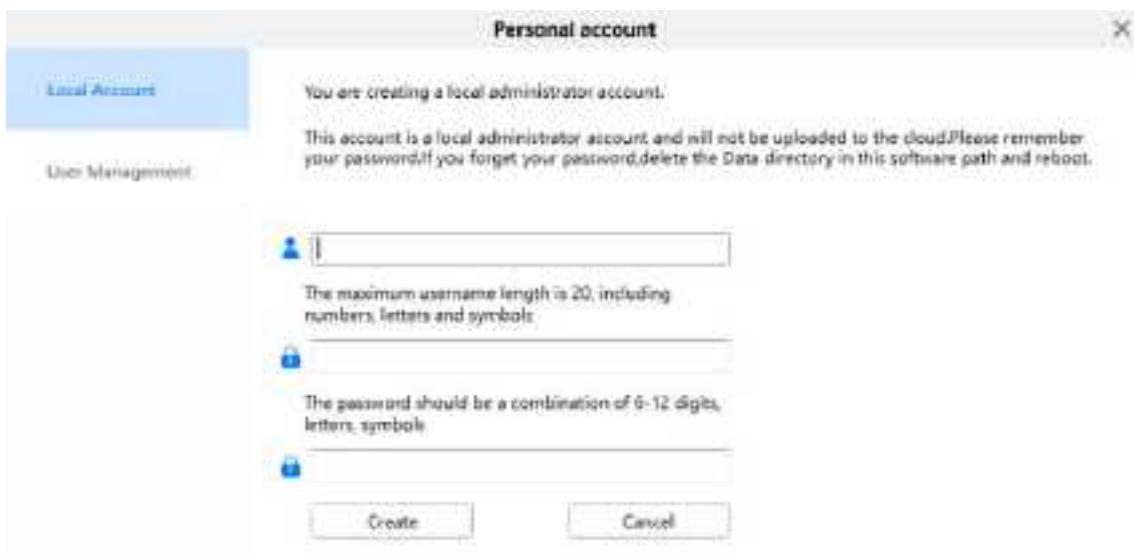 Personal account
Local Account
User Management
You are creating a local administrator account.
This account is a local administrator account and will not be uploaded to the cloud.Please remember
your password.If you forget your password,delete the Data directory in this software path and reboot.
The maximum username length is 20, including
numbers, letters and symbols
The password should be a combination of 6-12 digits,
letters, symbols
Create
Cancel